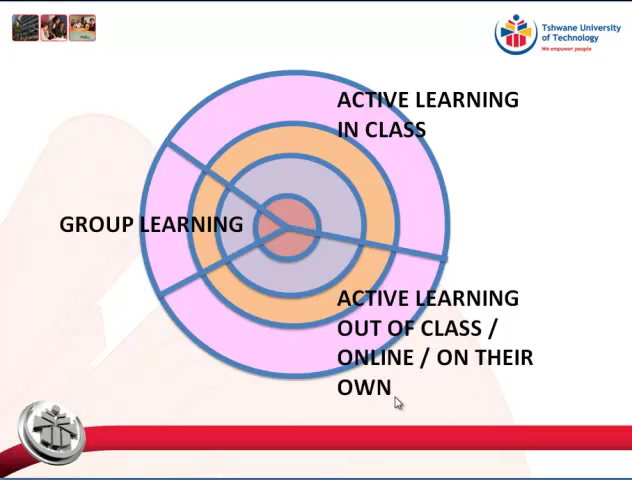 Tshwane University
of Technology
We empower people
ACTIVE LEARNING
IN CLASS
GROUP LEARNING
ACTIVE LEARNING
OUT OF CLASS /
ONLINE / ON THEIR
OWN